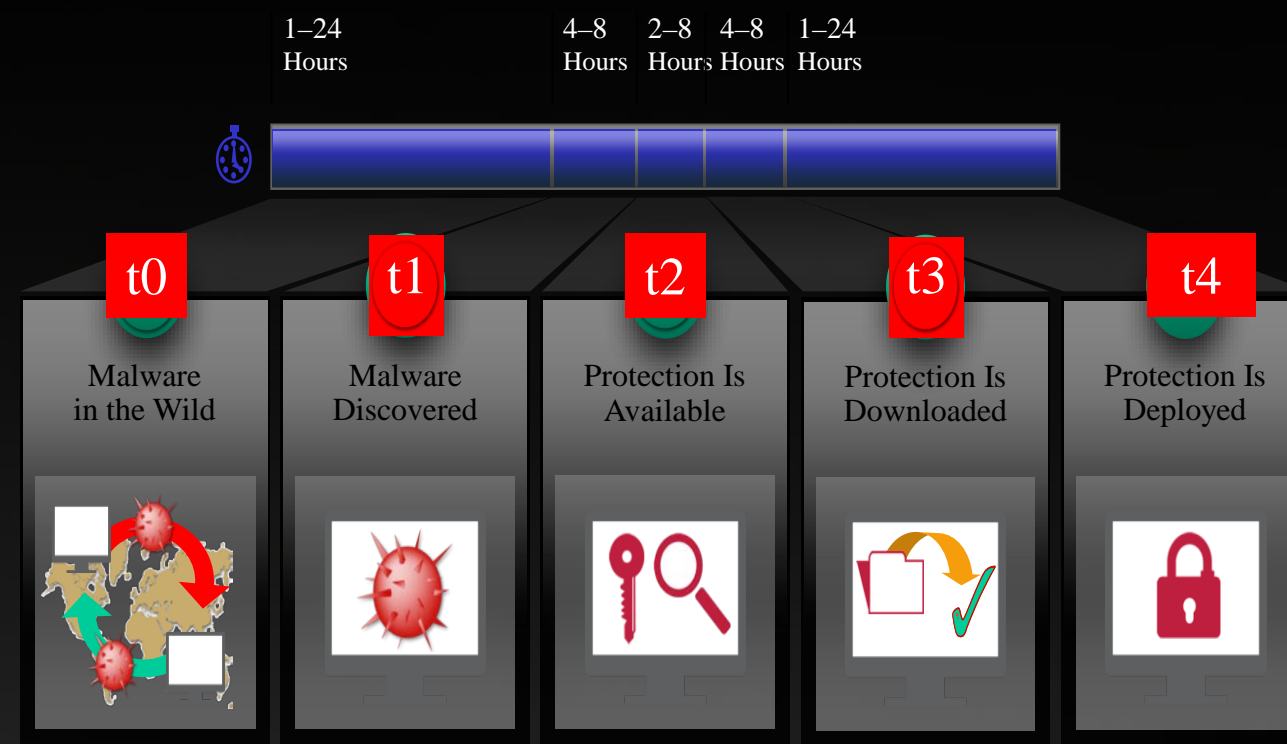 1–24
Hours
4–8
Hours
2–8
Hours
4–8
Hours
1–24
Hours
t0
Malware
in the Wild
t1
Malware
Discovered
t2
Protection Is
Available
t3
Protection Is
Downloaded
t4
Protection Is
Deployed